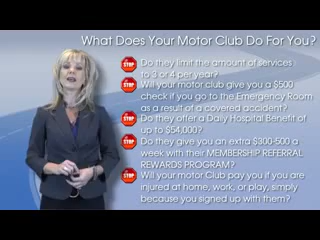 What Does Your Motor Club Do For You?
STOP
Do they limit the amount of services
to 3 or 4 per year?
STOP
Will your motor club give you a $500
check if you go to the Emergency Room
as a result of a covered accident?
STOP
Do they offer a Daily Hospital Benefit of
up to $54,000?
STOP
Do they give you an extra $300-500 a
week with their MEMBERSHIP REFERRAL
REWARDS PROGRAM?
STOP
Will your motor Club pay you if you are
injured at home, work, or play, simply
because you signed up with them?